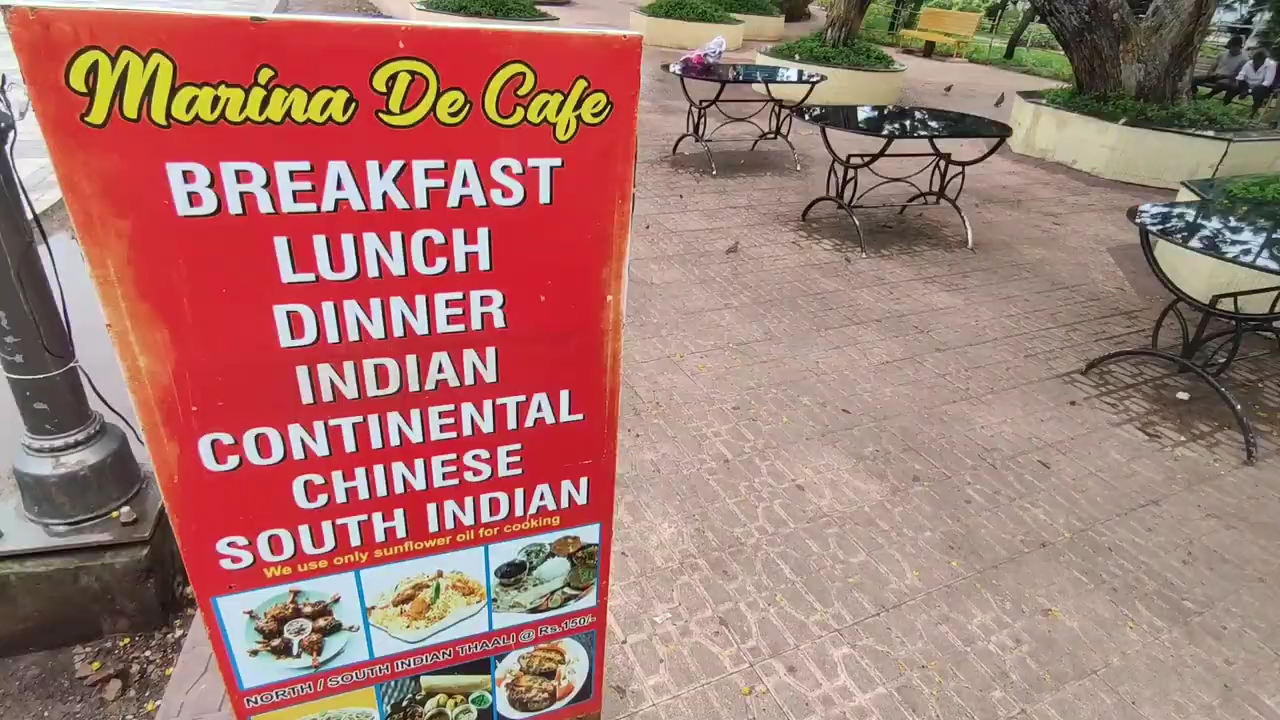 Marina De Cafe
BREAKFAST
LUNCH
DINNER
INDIAN
CONTINENTAL
CHINESE
SOUTH INDIAN
We use only sunflower oil for cooking
NORTH / SOUTH INDIAN THAALI @ Rs.150/-